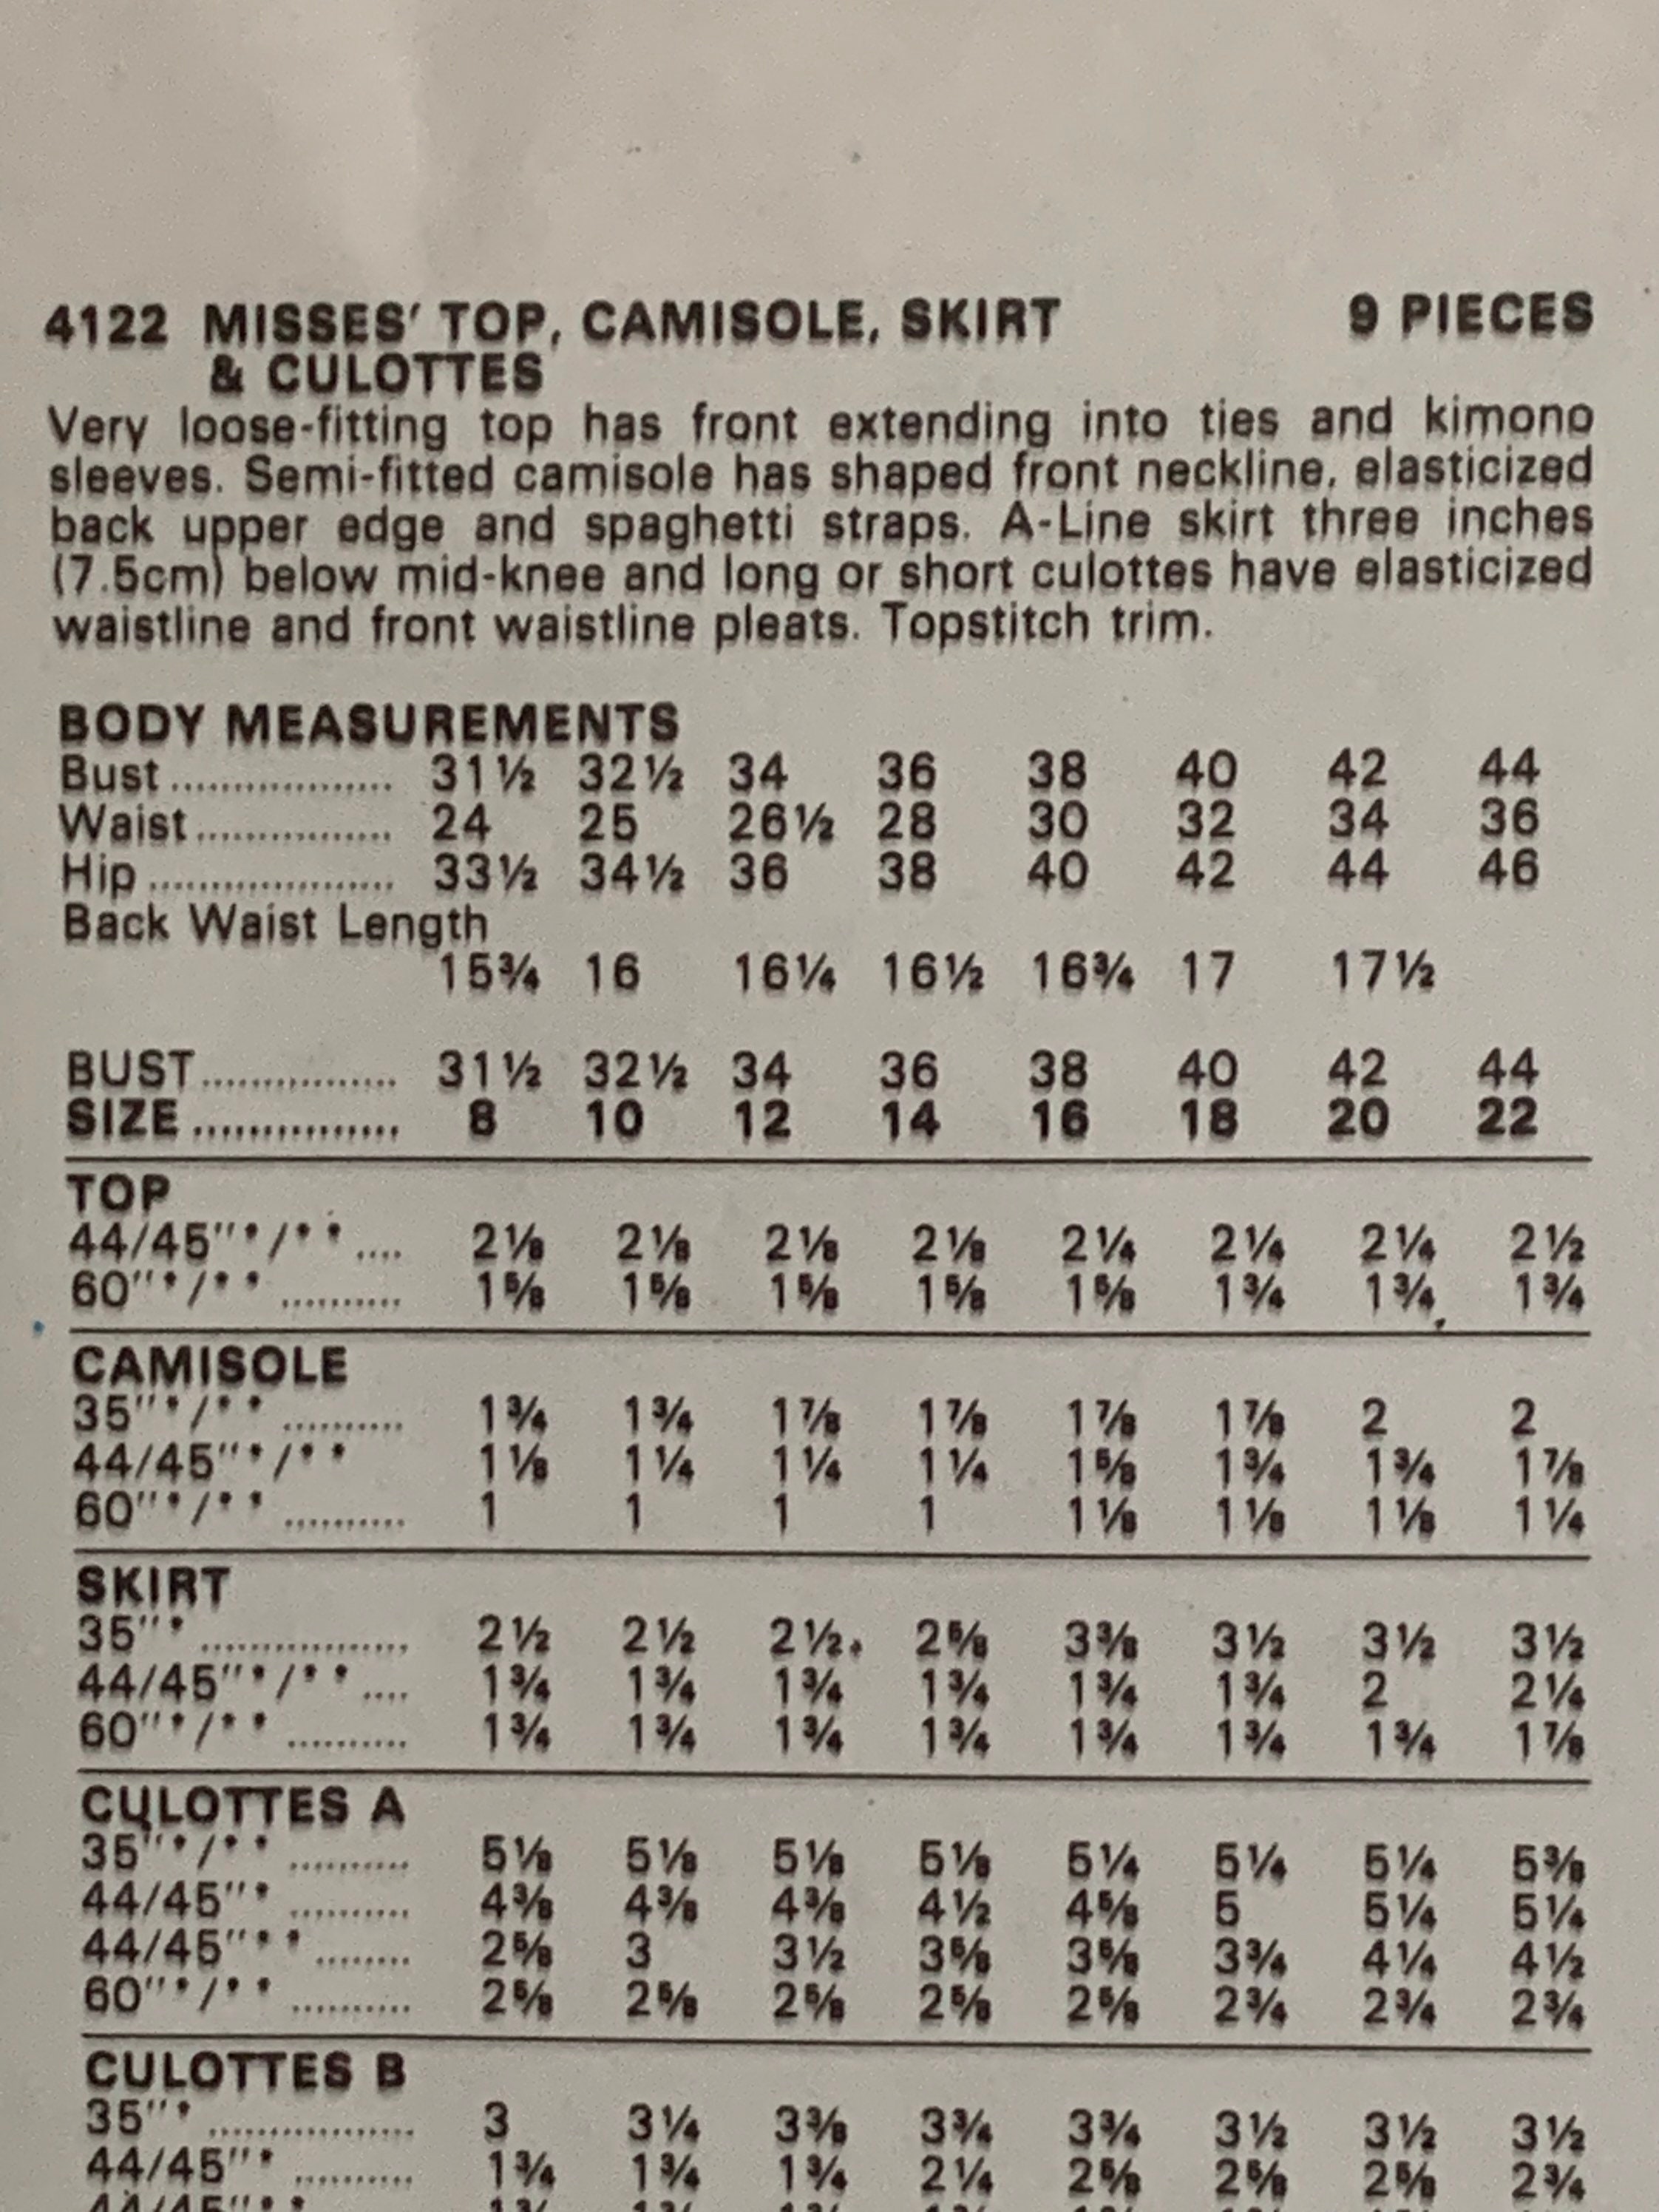 4122 MISSES' TOP, CAMISOLE, SKIRT 9 PIECES
& CULOTTES
Very loose-fitting top has front extending into ties and kimono
sleeves. Semi-fitted camisole has shaped front neckline, elasticized
back upper edge and spaghetti straps. A-Line skirt three inches
(7.5cm) below mid-knee and long or short culottes have elasticized
waistline and front waistline pleats. Topstitch trim.
BODY MEASUREMENTS
Bust .................. 31½ 32½ 34 36 38 40 42 44
Waist ................ 24 25 26½ 28 30 32 34 36
Hip .................... 33½ 34½ 36 38 40 42 44 46
Back Waist Length
15¾ 16 16¼ 16½ 16¾ 17 17½
BUST ................ 31½ 32½ 34 36 38 40 42 44
SIZE ................ 8 10 12 14 16 18 20 22
TOP
44/45"*/** .... 2⅛ 2⅛ 2⅛ 2⅛ 2¼ 2¼ 2¼ 2½
60"*/** .......... 1⅝ 1⅝ 1⅝ 1⅝ 1⅝ 1¾ 1¾ 1¾
CAMISOLE
35"*/** .......... 1¾ 1¾ 1⅞ 1⅞ 1⅞ 1⅞ 2 2
44/45"*/** 1⅛ 1¼ 1¼ 1¼ 1⅝ 1¾ 1¾ 1⅞
60"*/** .......... 1 1 1 1 1⅛ 1⅛ 1⅛ 1¼
SKIRT
35"* ................. 2½ 2½ 2½ 2⅝ 3⅜ 3½ 3½ 3½
44/45"*/** .... 1¾ 1¾ 1¾ 1¾ 1¾ 1¾ 2 2¼
60"*/** .......... 1¾ 1¾ 1¾ 1¾ 1¾ 1¾ 1¾ 1⅞
CULOTTES A
35"*/** .......... 5⅛ 5⅛ 5⅛ 5⅛ 5¼ 5¼ 5¼ 5⅜
44/45"* .......... 4⅜ 4⅜ 4⅜ 4½ 4⅝ 5 5¼ 5¼
44/45"** ........ 2⅝ 3 3½ 3⅝ 3⅝ 3¾ 4¼ 4½
60"*/** .......... 2⅝ 2⅝ 2⅝ 2⅝ 2⅝ 2¾ 2¾ 2¾
CULOTTES B
35"* ................. 3 3¼ 3⅜ 3¾ 3¾ 3½ 3½ 3½
44/45"* .......... 1¾ 1¾ 1¾ 2¼ 2⅝ 2⅝ 2⅝ 2¾